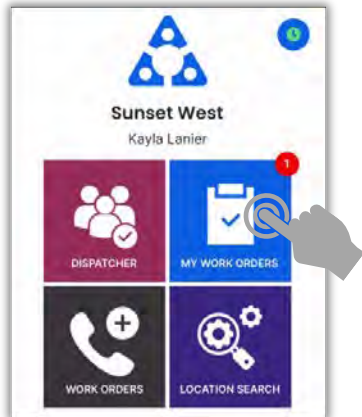 Sunset West
Kayla Lanier
1
DISPATCHER
MY WORK ORDERS
WORK ORDERS
LOCATION SEARCH